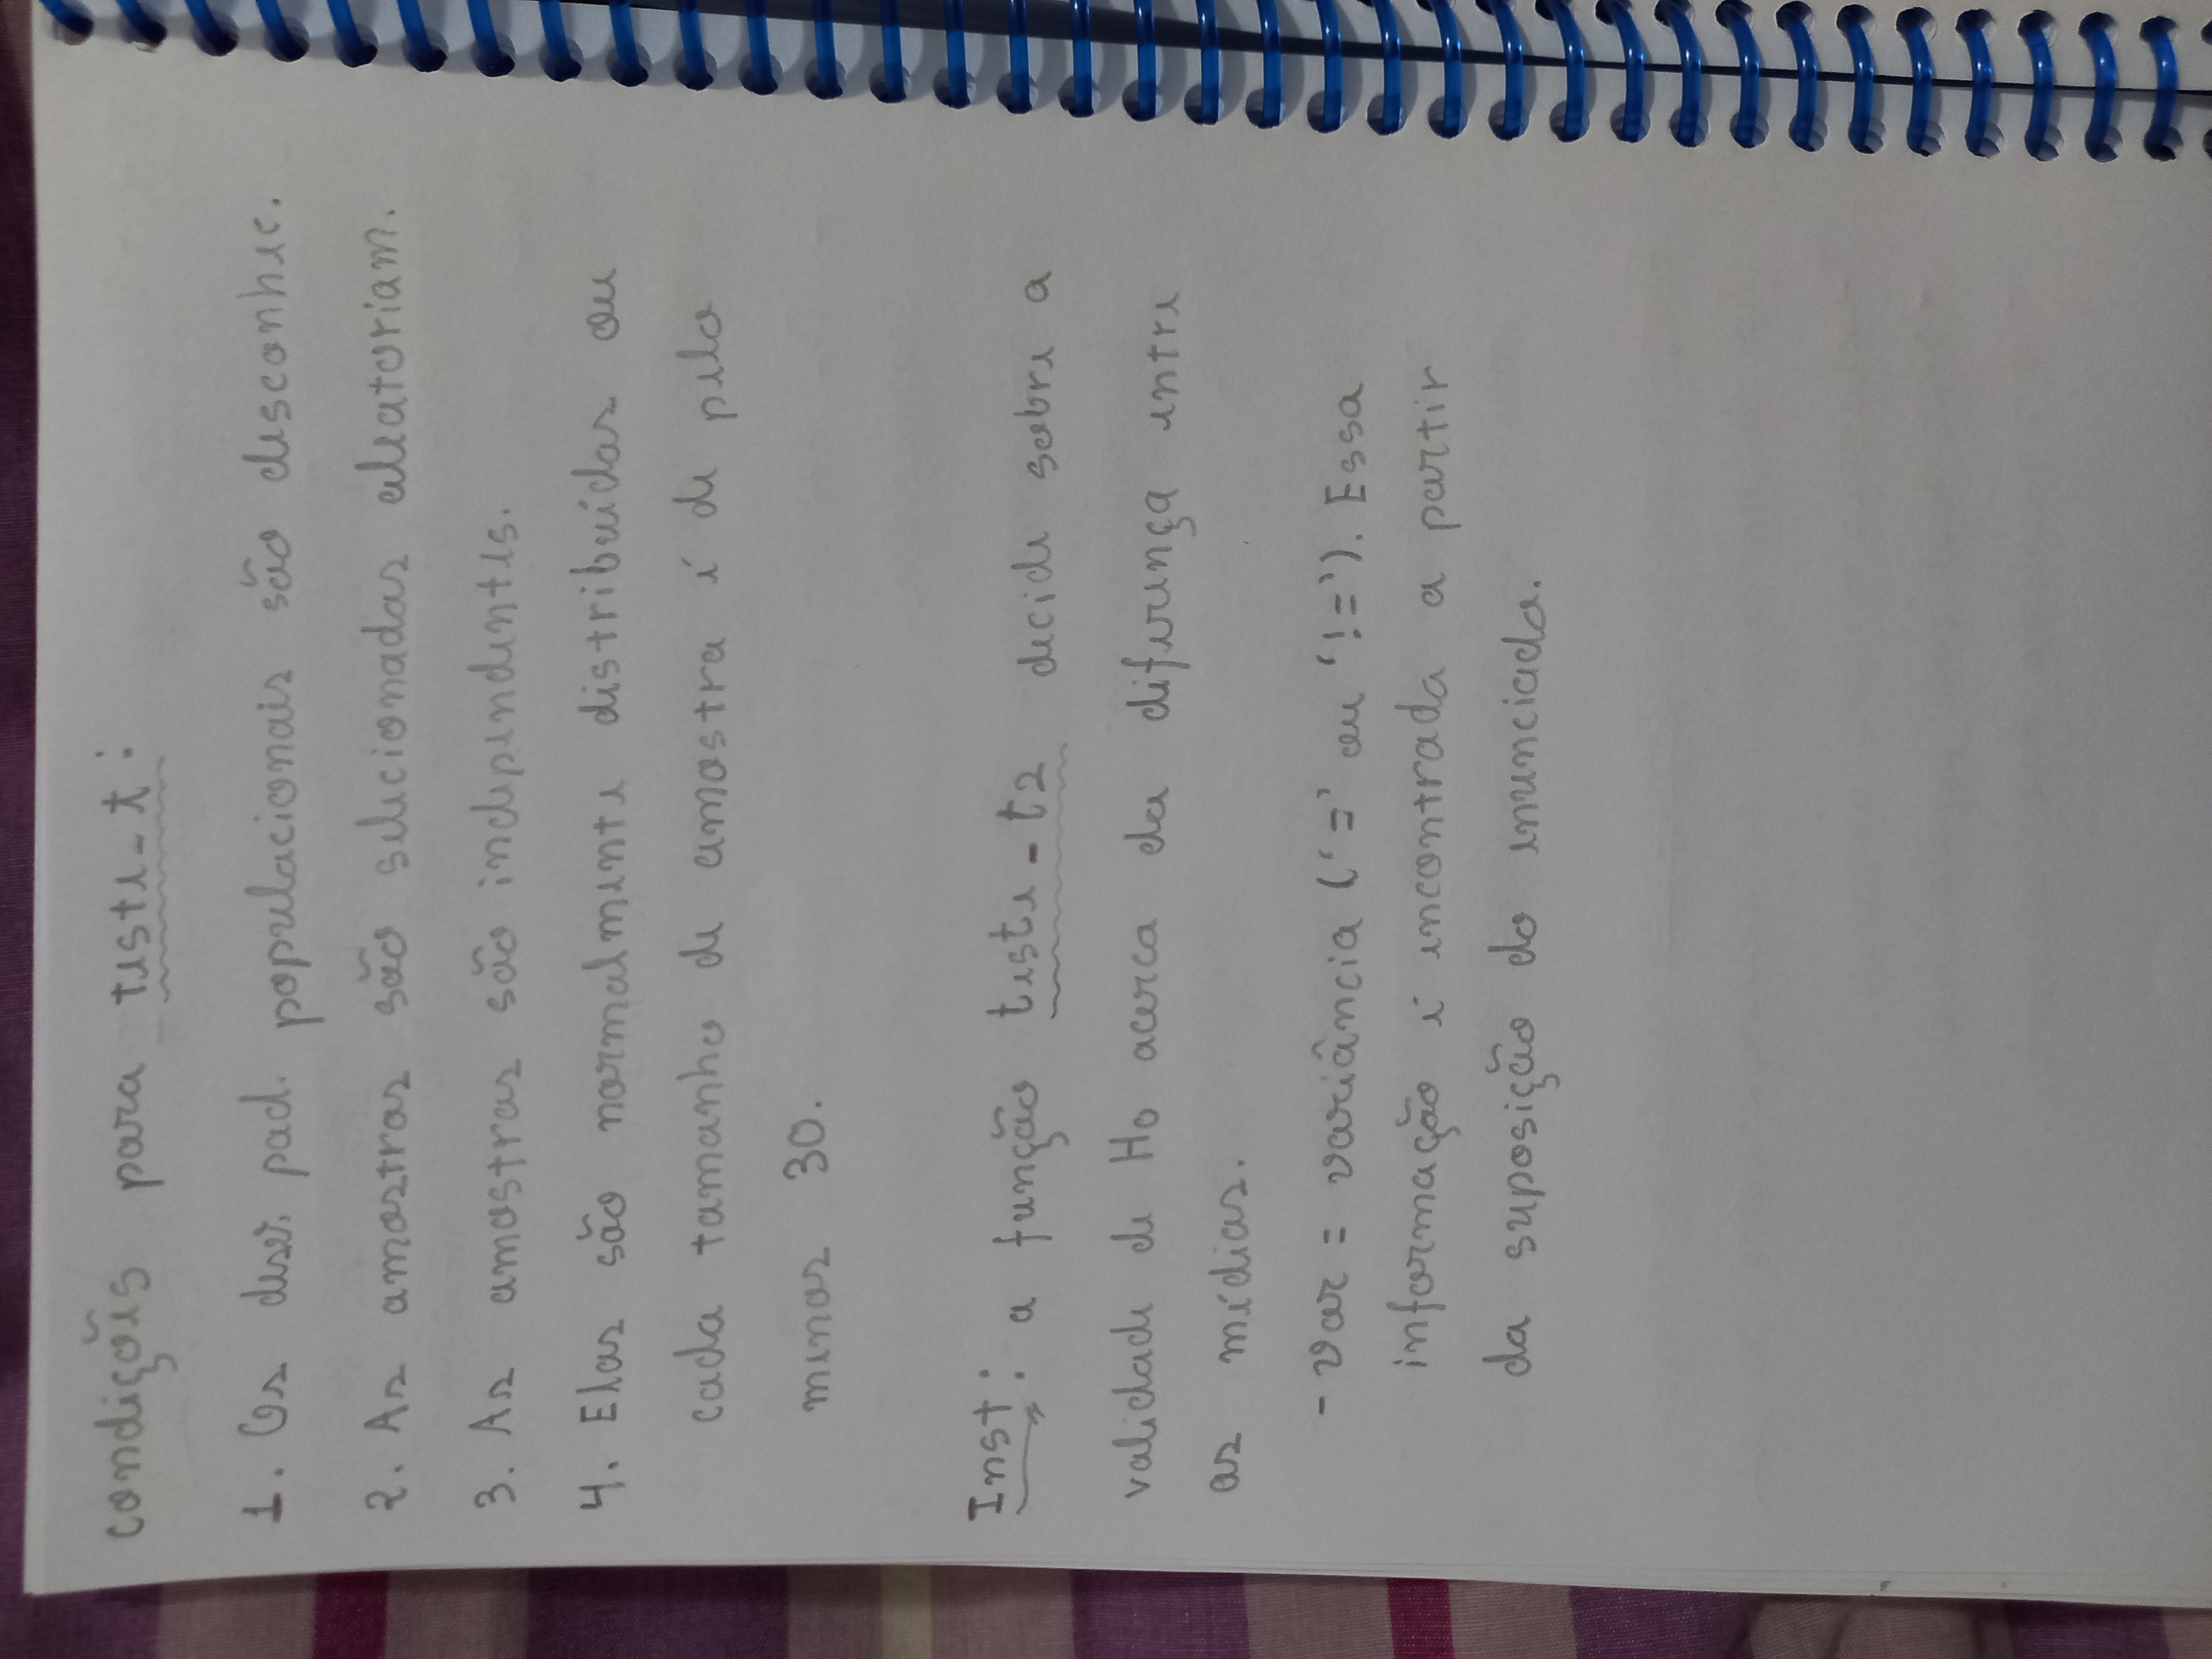 condições para teste-t:
1. Os desv. pad. populacionais são desconhec.
2. As amostras são selecionadas aleatoriam.
3. As amostras são independentes.
4. Elas são normalmente distribuídas ou
cada tamanho de amostra é de pelo
menos 30.
Inst: a função teste-t2 decide sobre a
validade de H0 acerca da diferença entre
as médias.
- var = variância ('=' ou '!='). Essa
informação é encontrada a partir
da suposição do enunciado.